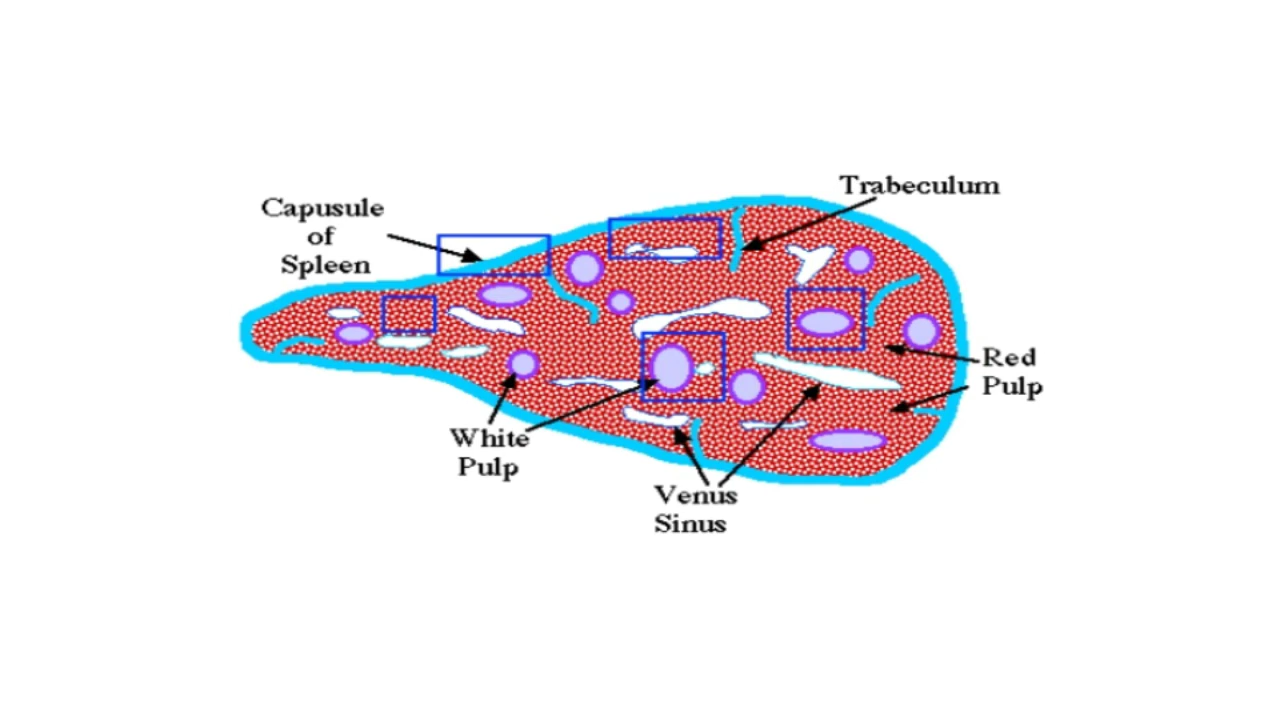 Trabeculum
Capusule
of
Spleen
Red
Pulp
White
Pulp
Venus
Sinus